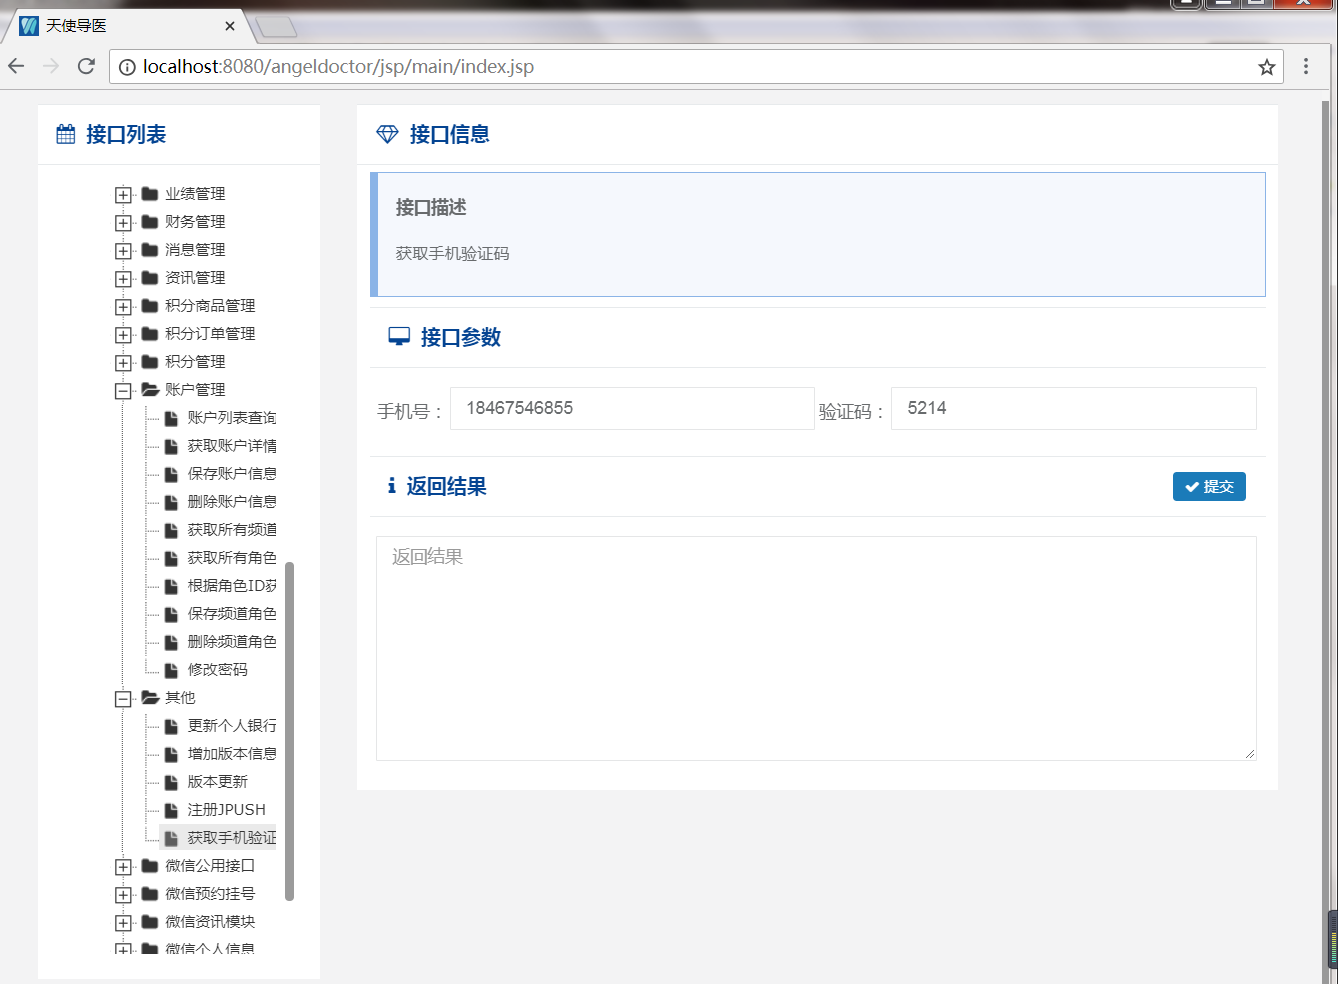 天使导医
localhost:8080/angeldoctor/jsp/main/index.jsp
接口列表
业绩管理
财务管理
消息管理
资讯管理
积分商品管理
积分订单管理
积分管理
账户管理
账户列表查询
获取账户详情
保存账户信息
删除账户信息
获取所有频道
获取所有角色
根据角色ID获
保存频道角色
删除频道角色
修改密码
其他
更新个人银行
增加版本信息
版本更新
注册JPUSH
获取手机验证
微信公用接口
微信预约挂号
微信资讯模块
微信个人信息
接口信息
接口描述
获取手机验证码
接口参数
手机号： 18467546855 验证码： 5214
返回结果 提交
返回结果